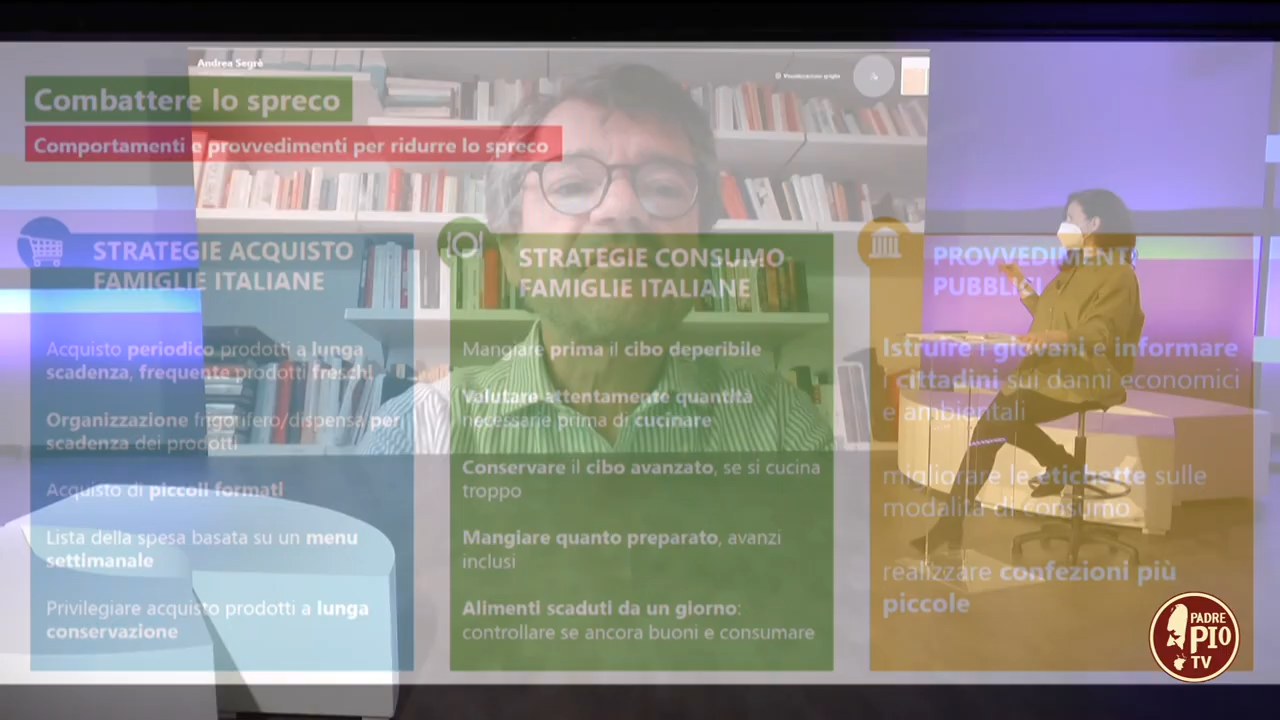 Andrea Segrè
Visualizzazione griglia
Combattere lo spreco
Comportamenti e provvedimenti per ridurre lo spreco
STRATEGIE ACQUISTO
FAMIGLIE ITALIANE
Acquisto periodico prodotti a lunga
scadenza, frequente prodotti freschi
Organizzazione frigorifero/dispensa per
scadenza dei prodotti
Acquisto di piccoli formati
Lista della spesa basata su un menu
settimanale
Privilegiare acquisto prodotti a lunga
conservazione
STRATEGIE CONSUMO
FAMIGLIE ITALIANE
Mangiare prima il cibo deperibile
Valutare attentamente quantità
necessarie prima di cucinare
Conservare il cibo avanzato, se si cucina
troppo
Mangiare quanto preparato, avanzi
inclusi
Alimenti scaduti da un giorno:
controllare se ancora buoni e consumare
PROVVEDIMENTI
PUBBLICI
Istruire i giovani e informare
i cittadini sui danni economici
e ambientali
migliorare le etichette sulle
modalità di consumo
realizzare confezioni più
piccole
PADRE
PIO
TV